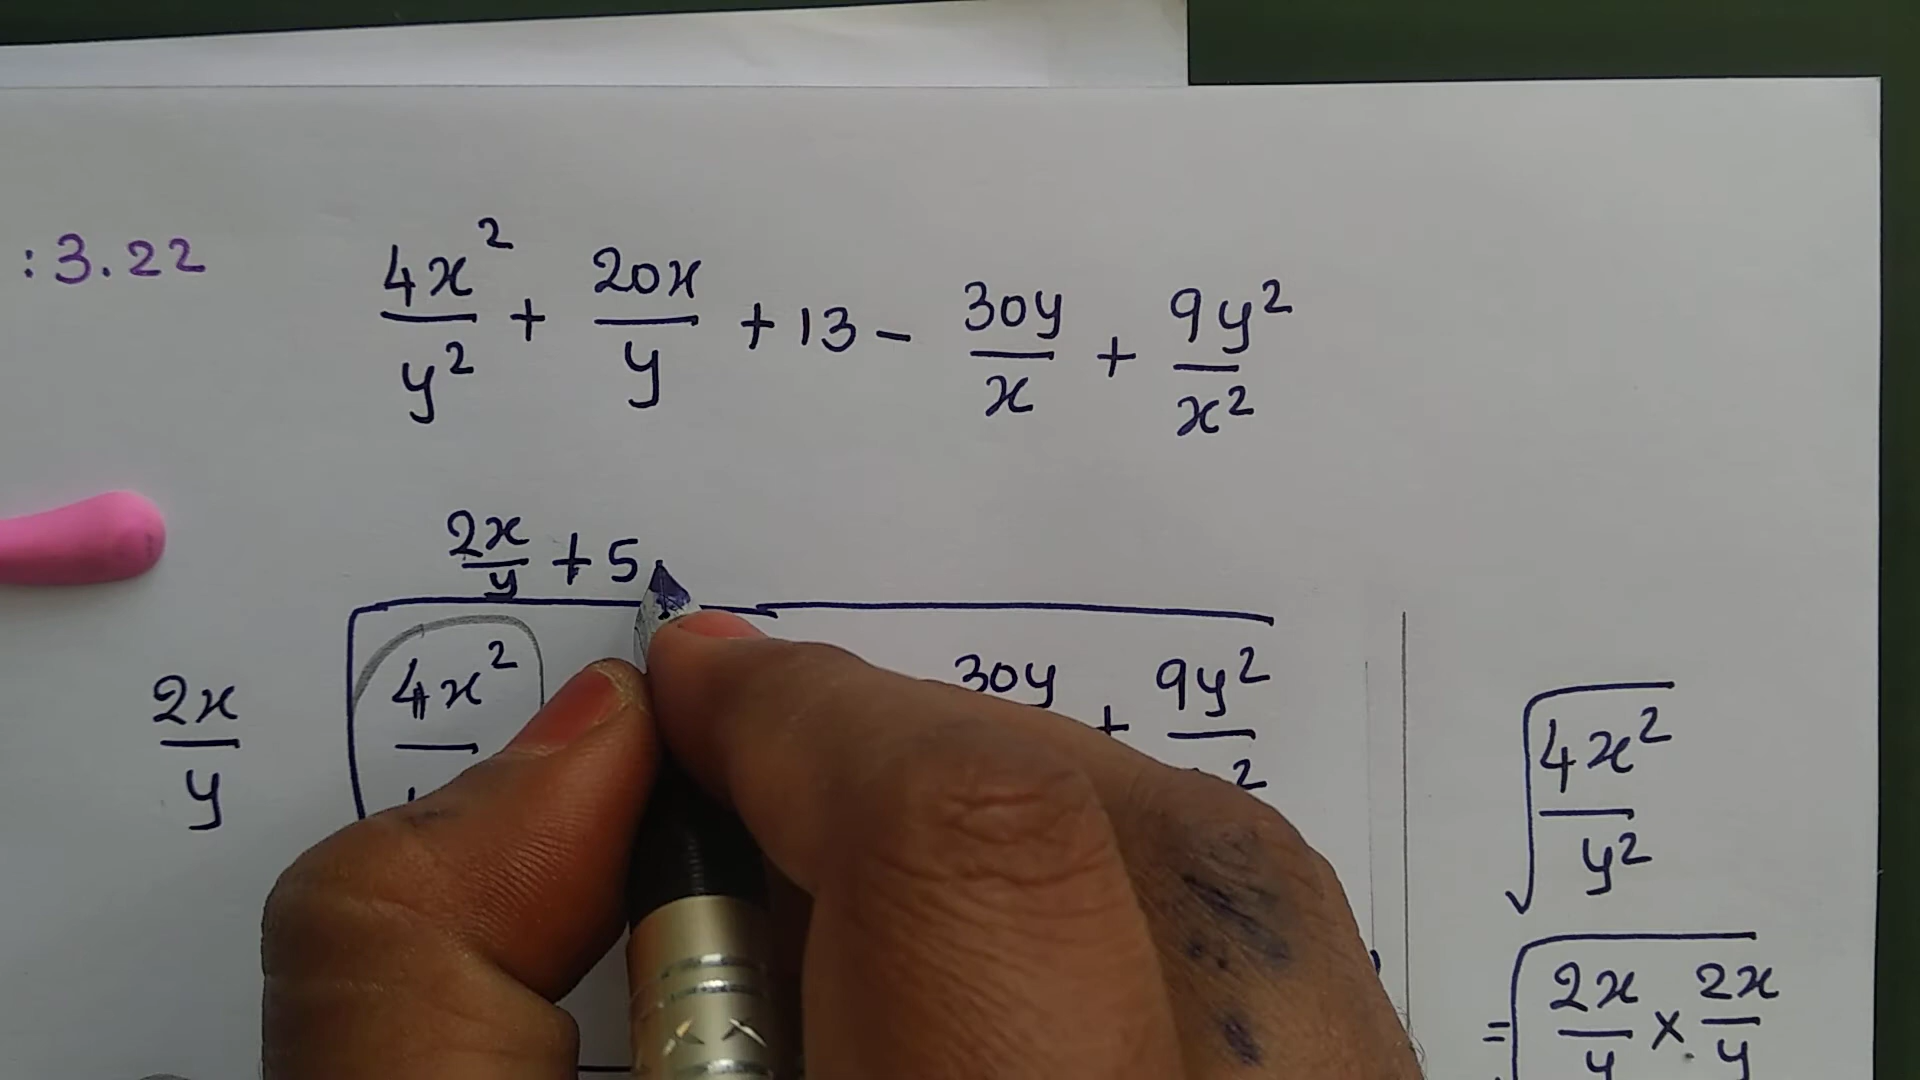 : 3.22
4x² / y² + 20x / y + 13 - 30y / x + 9y² / x²
2x / y + 5
2x / y
4x²
30y + 9y²
2
√(4x² / y²)
= √(2x / y × 2x / y)